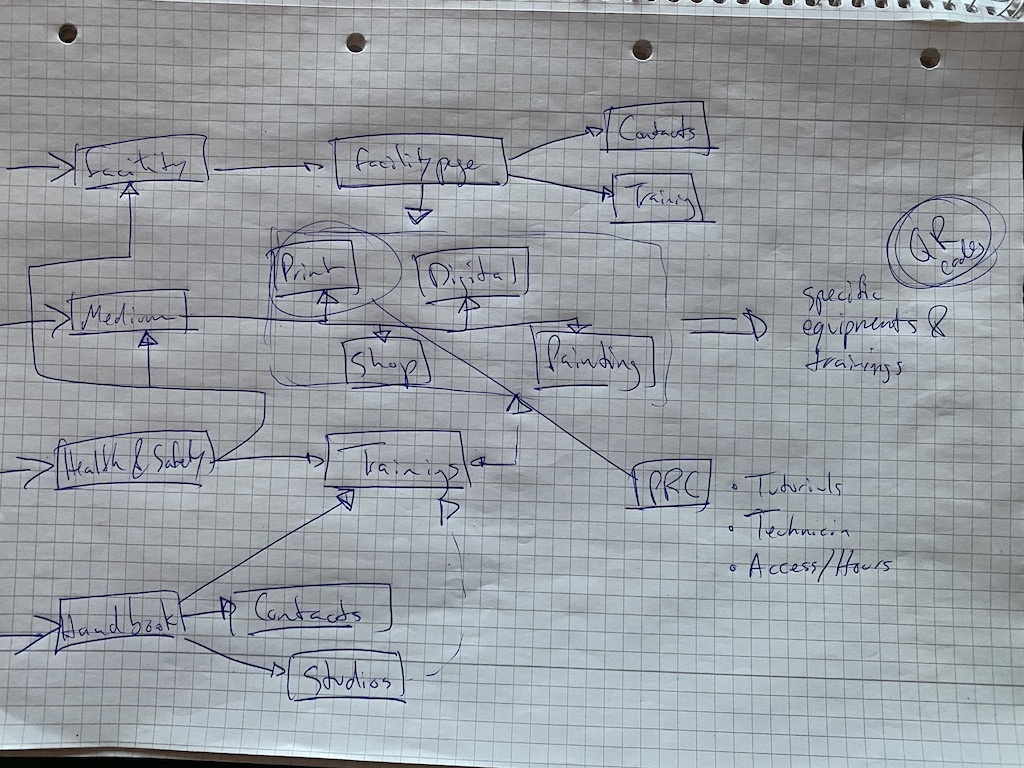 Contacts
Facility
Facility page
Training
QR
codes
Print
Digital
Medium
specific
equipments &
trainings
Shop
Painting
Health & Safety
Trainings
PRC
• Tutorials
• Technicin
• Access/Hours
Handbook
Contacts
Studios